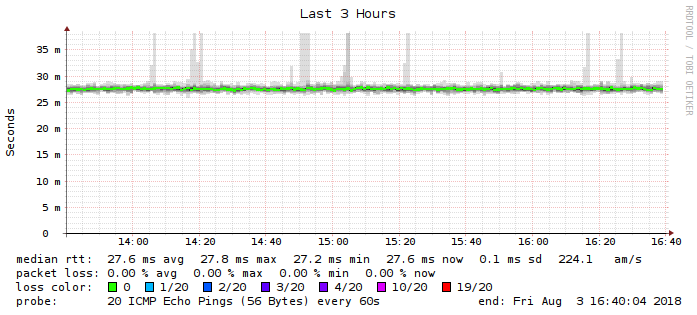 Last 3 Hours
RRDTOOL / TOBI OETIKER
Seconds
35 m
30 m
25 m
20 m
15 m
10 m
5 m
0
14:00 14:20 14:40 15:00 15:20 15:40 16:00 16:20 16:40
median rtt: 27.6 ms avg 27.8 ms max 27.2 ms min 27.6 ms now 0.1 ms sd 224.1 am/s
packet loss: 0.00 % avg 0.00 % max 0.00 % min 0.00 % now
loss color: 0 1/20 2/20 3/20 4/20 10/20 19/20
probe: 20 ICMP Echo Pings (56 Bytes) every 60s end: Fri Aug 3 16:40:04 2018